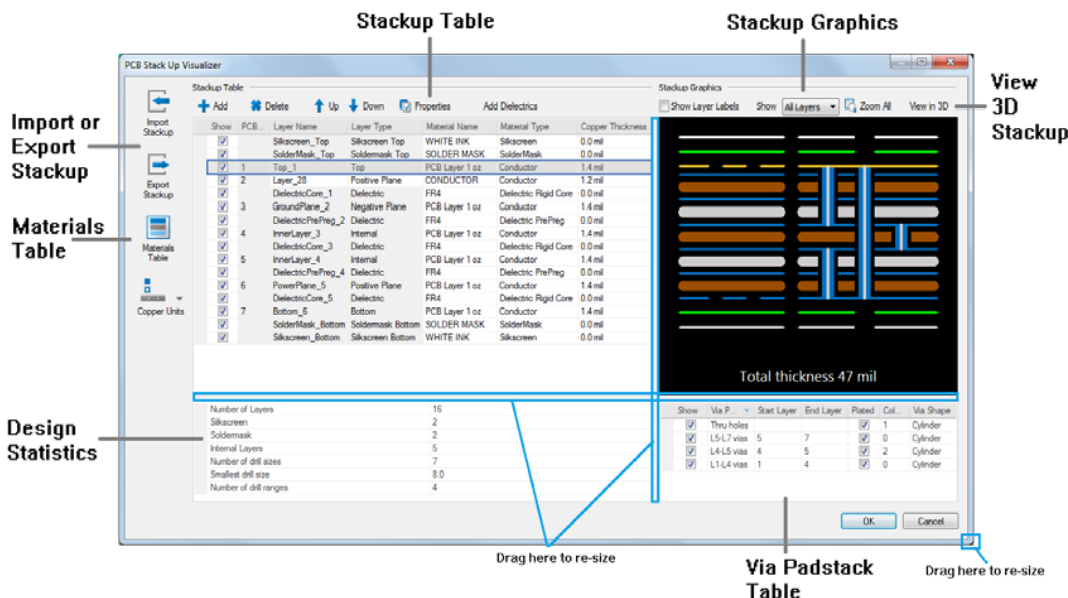 Stackup Table
Stackup Graphics
View
3D
Stackup
Import or
Export
Stackup
Materials
Table
Design
Statistics
PCB Stack Up Visualizer
Import
Stackup
Export
Stackup
Materials
Table
Copper Units
Stackup Table
Add Delete Up Down Properties Add Dielectrics
Show PCB... Layer Name Layer Type Material Name Material Type Copper Thickness
Silkscreen_Top Silkscreen Top WHITE INK Silkscreen 0.0 mil
SolderMask_Top Soldermask Top SOLDER MASK SolderMask 0.0 mil
1 Top_1 Top PCB Layer 1 oz Conductor 1.4 mil
2 Layer_28 Positive Plane CONDUCTOR Conductor 1.2 mil
DielectricCore_1 Dielectric FR4 Dielectric Rigid Core 0.0 mil
3 GroundPlane_2 Negative Plane PCB Layer 1 oz Conductor 1.4 mil
DielectricPrePreg_2 Dielectric FR4 Dielectric PrePreg 0.0 mil
4 InnerLayer_3 Internal PCB Layer 1 oz Conductor 1.4 mil
DielectricCore_3 Dielectric FR4 Dielectric Rigid Core 0.0 mil
5 InnerLayer_4 Internal PCB Layer 1 oz Conductor 1.4 mil
DielectricPrePreg_4 Dielectric FR4 Dielectric PrePreg 0.0 mil
6 PowerPlane_5 Positive Plane PCB Layer 1 oz Conductor 1.4 mil
DielectricCore_5 Dielectric FR4 Dielectric Rigid Core 0.0 mil
7 Bottom_6 Bottom PCB Layer 1 oz Conductor 1.4 mil
SolderMask_Bottom Soldermask Bottom SOLDER MASK SolderMask 0.0 mil
Silkscreen_Bottom Silkscreen Bottom WHITE INK Silkscreen 0.0 mil
Number of Layers 16
Silkscreen 2
Soldermask 2
Internal Layers 5
Number of drill sizes 7
Smallest drill size 8.0
Number of drill ranges 4
Stackup Graphics
Show Layer Labels Show All Layers Zoom All View in 3D
Total thickness 47 mil
Show Via P... Start Layer End Layer Plated Col... Via Shape
Thru holes 1 Cylinder
L5-L7 vias 5 7 0 Cylinder
L4-L5 vias 4 5 2 Cylinder
L1-L4 vias 1 4 0 Cylinder
OK Cancel
Drag here to re-size
Via Padstack
Table
Drag here to re-size